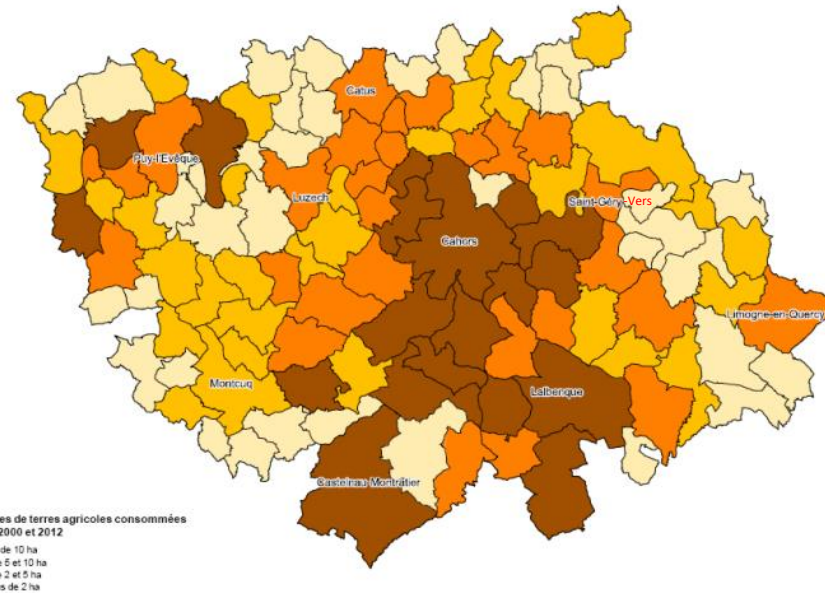 Catus
Puy-l'Evêque
Luzech
Saint-Géry-Vers
Cahors
Limogne-en-Quercy
Montcuq
Lalbenque
Castelnau-Montratier
es de terres agricoles consommées
2000 et 2012
de 10 ha
e 5 et 10 ha
e 2 et 5 ha
s de 2 ha